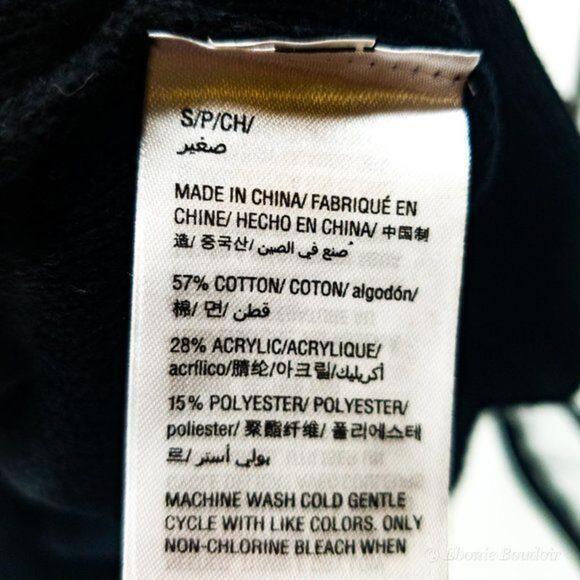 S/P/CH/
صغير
MADE IN CHINA/ FABRIQUÉ EN
CHINE/ HECHO EN CHINA/ 中国制
造/ 중국산/ صنع في الصين
57% COTTON/ COTON/ algodón/
棉/ 면/ قطن
28% ACRYLIC/ACRYLIQUE/
acrílico/腈纶/아크릴/أكريليك
15% POLYESTER/ POLYESTER/
poliester/ 聚酯纤维/ 폴리에스테
르/ بولي أستر
MACHINE WASH COLD GENTLE
CYCLE WITH LIKE COLORS. ONLY
NON-CHLORINE BLEACH WHEN
© Ebonie Boudoir